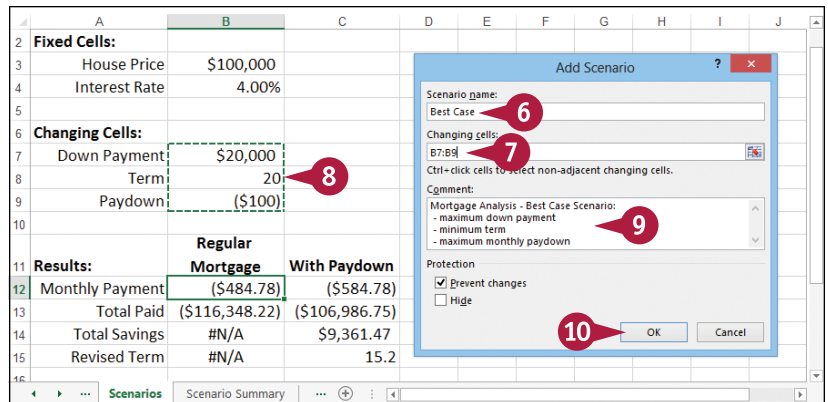 A B C D E F G H I J
2 Fixed Cells:
3 House Price $100,000
4 Interest Rate 4.00%
5
6 Changing Cells:
7 Down Payment $20,000
8 Term 20 8
9 Paydown ($100)
10
Regular
11 Results: Mortgage With Paydown
12 Monthly Payment ($484.78) ($584.78)
13 Total Paid ($116,348.22) ($106,986.75)
14 Total Savings #N/A $9,361.47
15 Revised Term #N/A 15.2
16
... Scenarios Scenario Summary ...
Add Scenario ? ×
Scenario name:
Best Case 6
Changing cells:
B7:B9 7
Ctrl+click cells to select non-adjacent changing cells.
Comment:
Mortgage Analysis - Best Case Scenario:
- maximum down payment
- minimum term 9
- maximum monthly paydown
Protection
Prevent changes
Hide
10 OK Cancel